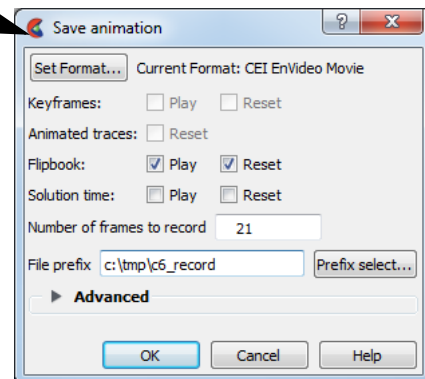 Save animation
Set Format... Current Format: CEI EnVideo Movie
Keyframes: Play Reset
Animated traces: Reset
Flipbook: Play Reset
Solution time: Play Reset
Number of frames to record 21
File prefix c:\tmp\c6_record Prefix select...
Advanced
OK Cancel Help